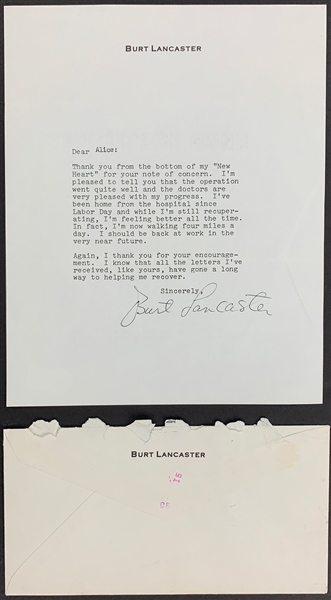 BURT LANCASTER
Dear Alice:
Thank you from the bottom of my "New
Heart" for your note of concern. I'm
pleased to tell you that the operation
went quite well and the doctors are
very pleased with my progress. I've
been home from the hospital since
Labor Day and while I'm still recuper-
ating, I'm feeling better all the time.
In fact, I'm now walking four miles a
day. I should be back at work in the
very near future.
Again, I thank you for your encourage-
ment. I know that all the letters I've
received, like yours, have gone a long
way to helping me recover.
Sincerely,
Burt Lancaster
BURT LANCASTER